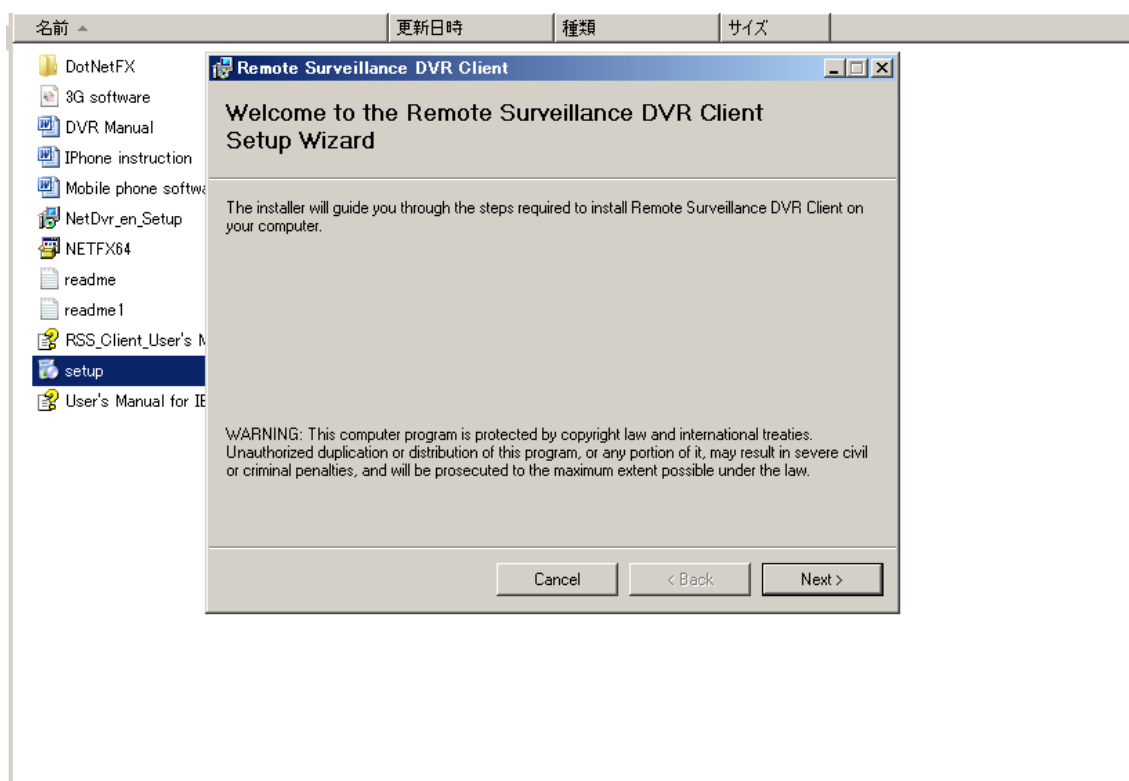 名前
更新日時
種類
サイズ
DotNetFX
3G software
DVR Manual
IPhone instruction
Mobile phone
NetDvr_en_Setup
NETFX64
readme
readme1
RSS_Client_User's
setup
User's Manual for
Remote Surveillance DVR Client
Welcome to the Remote Surveillance DVR Client
Setup Wizard
The installer will guide you through the steps required to install Remote Surveillance DVR Client on
your computer.
WARNING: This computer program is protected by copyright law and international treaties.
Unauthorized duplication or distribution of this program, or any portion of it, may result in severe civil
or criminal penalties, and will be prosecuted to the maximum extent possible under the law.
Cancel
< Back
Next >